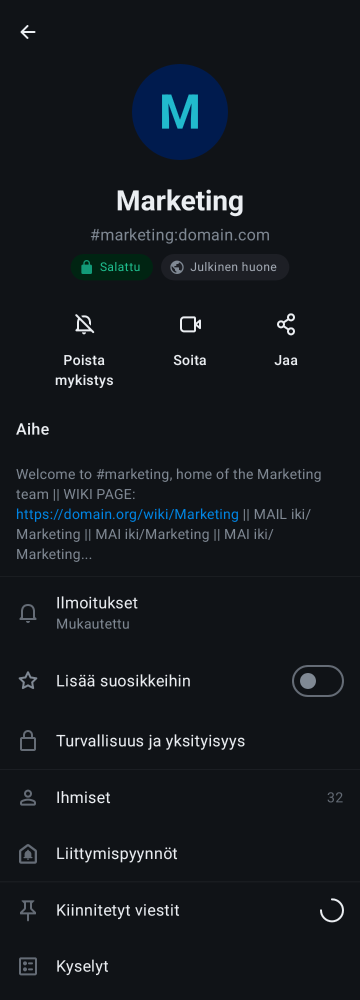 M
Marketing
#marketing:domain.com
Salattu
Julkinen huone
Poista
mykistys
Soita
Jaa
Aihe
Welcome to #marketing, home of the Marketing
team || WIKI PAGE:
https://domain.org/wiki/Marketing || MAIL iki/
Marketing || MAI iki/Marketing || MAI iki/
Marketing...
Ilmoitukset
Mukautettu
Lisää suosikkeihin
Turvallisuus ja yksityisyys
Ihmiset
32
Liittymispyynnöt
Kiinnitetyt viestit
Kyselyt